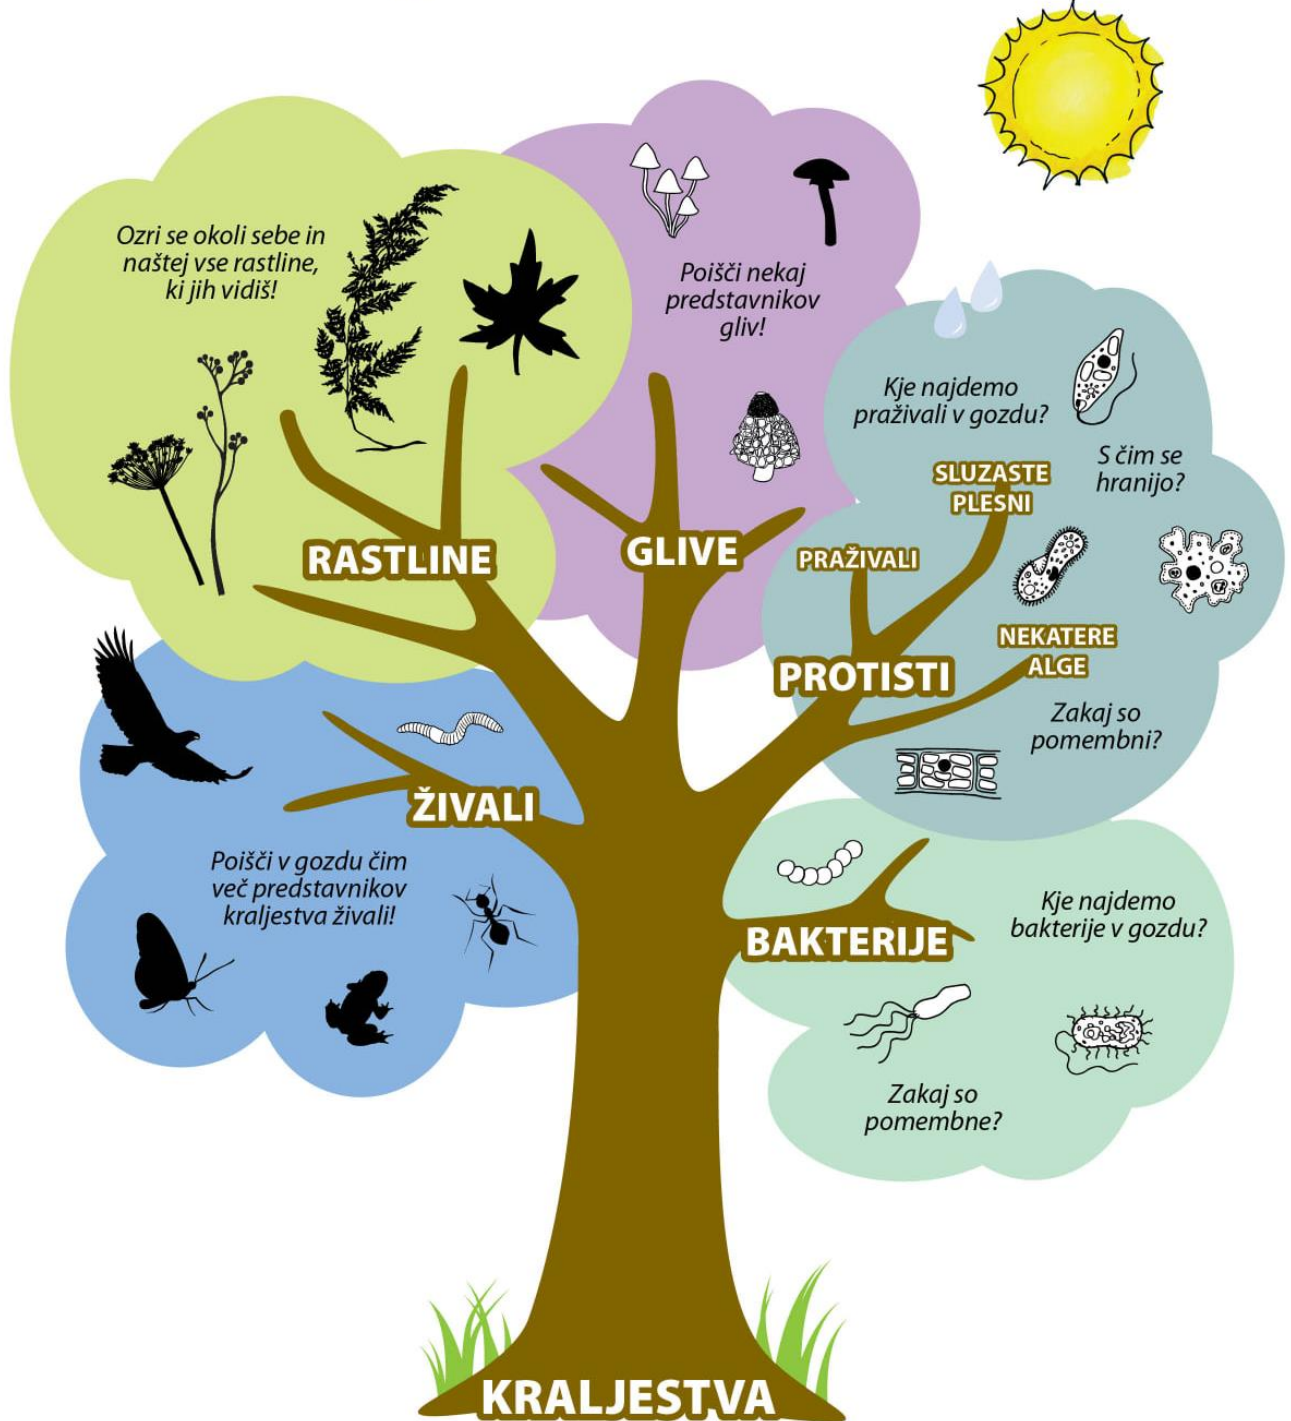 Ozri se okoli sebe in
naštej vse rastline,
ki jih vidiš!
Poišči nekaj
predstavnikov
gliv!
Kje najdemo
praživali v gozdu?
S čim se
hranijo?
SLUZASTE
PLESNI
RASTLINE
GLIVE
PRAŽIVALI
NEKATERE
ALGE
PROTISTI
Zakaj so
pomembni?
ŽIVALI
Poišči v gozdu čim
več predstavnikov
kraljestva živali!
Kje najdemo
bakterije v gozdu?
BAKTERIJE
Zakaj so
pomembne?
KRALJESTVA